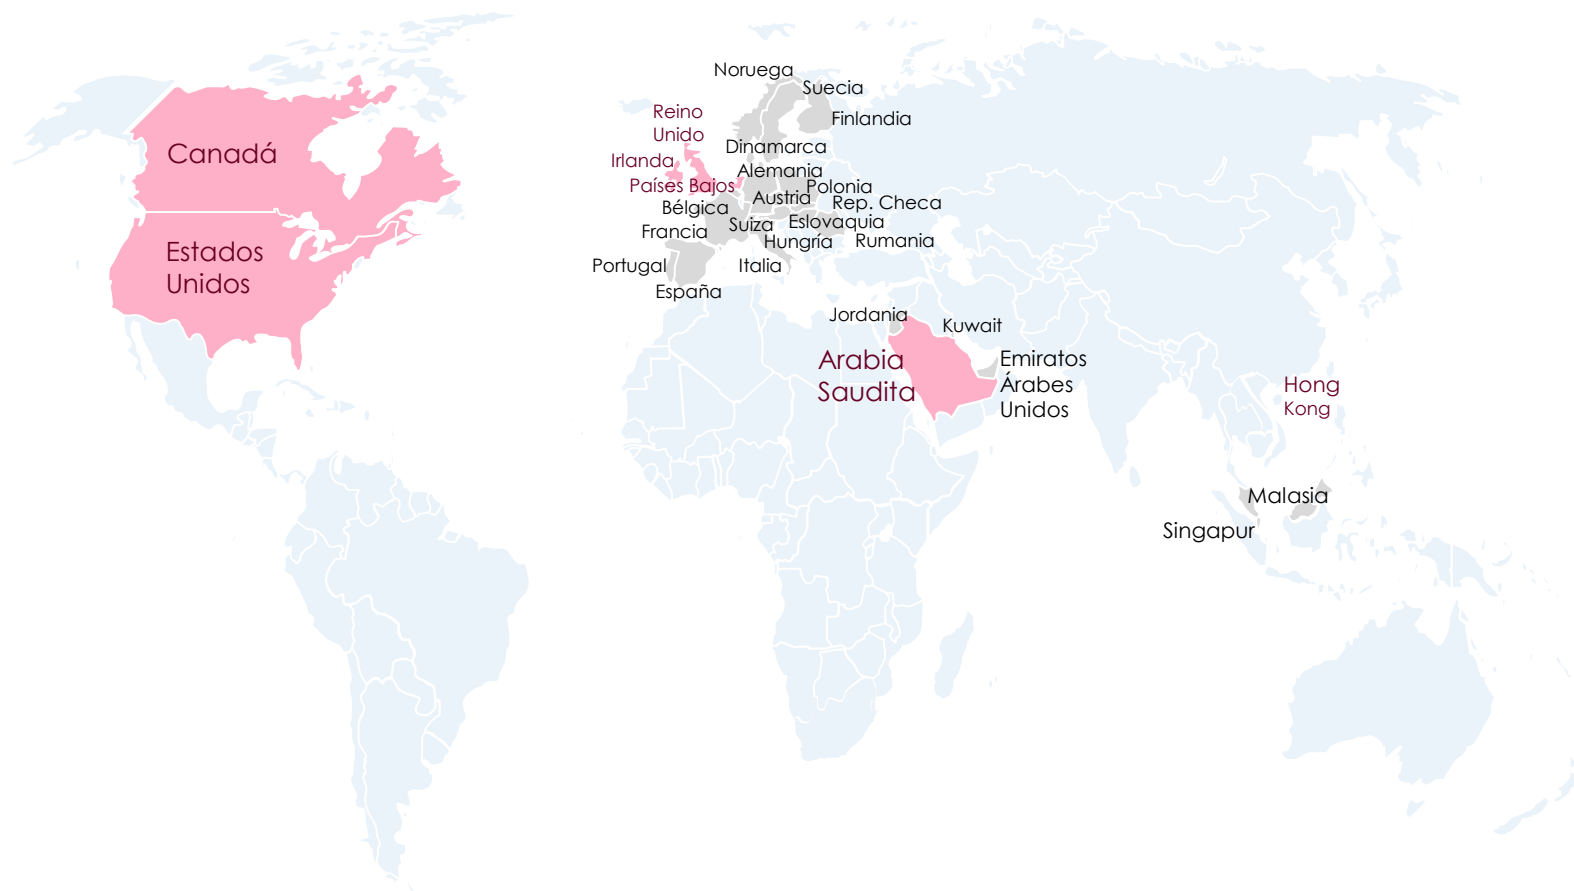 Canadá
Estados
Unidos
Noruega
Suecia
Finlandia
Reino
Unido
Dinamarca
Irlanda
Alemania
Países Bajos
Polonia
Austria
Rep. Checa
Bélgica
Eslovaquia
Suiza
Francia
Hungría
Rumania
Portugal
Italia
España
Jordania
Kuwait
Arabia
Saudita
Emiratos
Árabes
Unidos
Hong
Kong
Malasia
Singapur